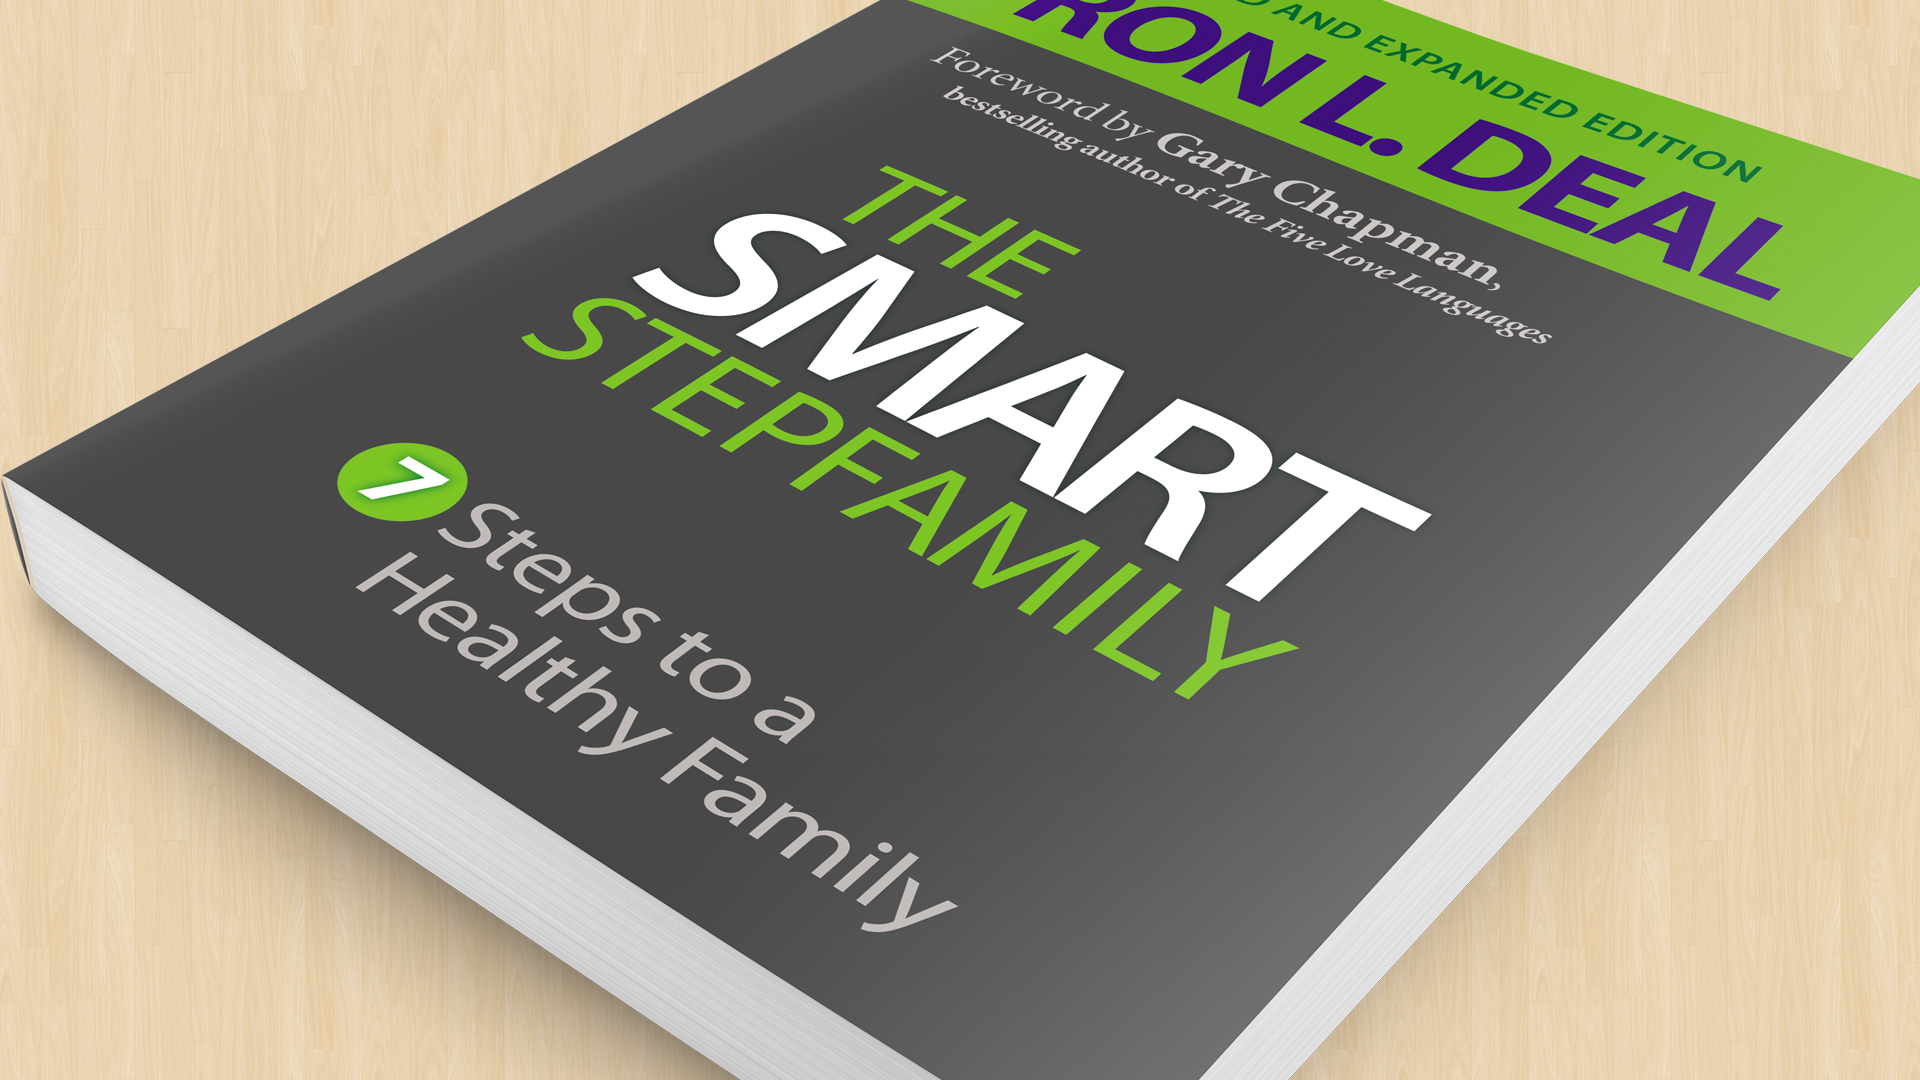 AND EXPANDED EDITION
RON L. DEAL
Foreword by Gary Chapman,
bestselling author of The Five Love Languages
THE
SMART
STEPFAMILY
7 Steps to a
Healthy Family